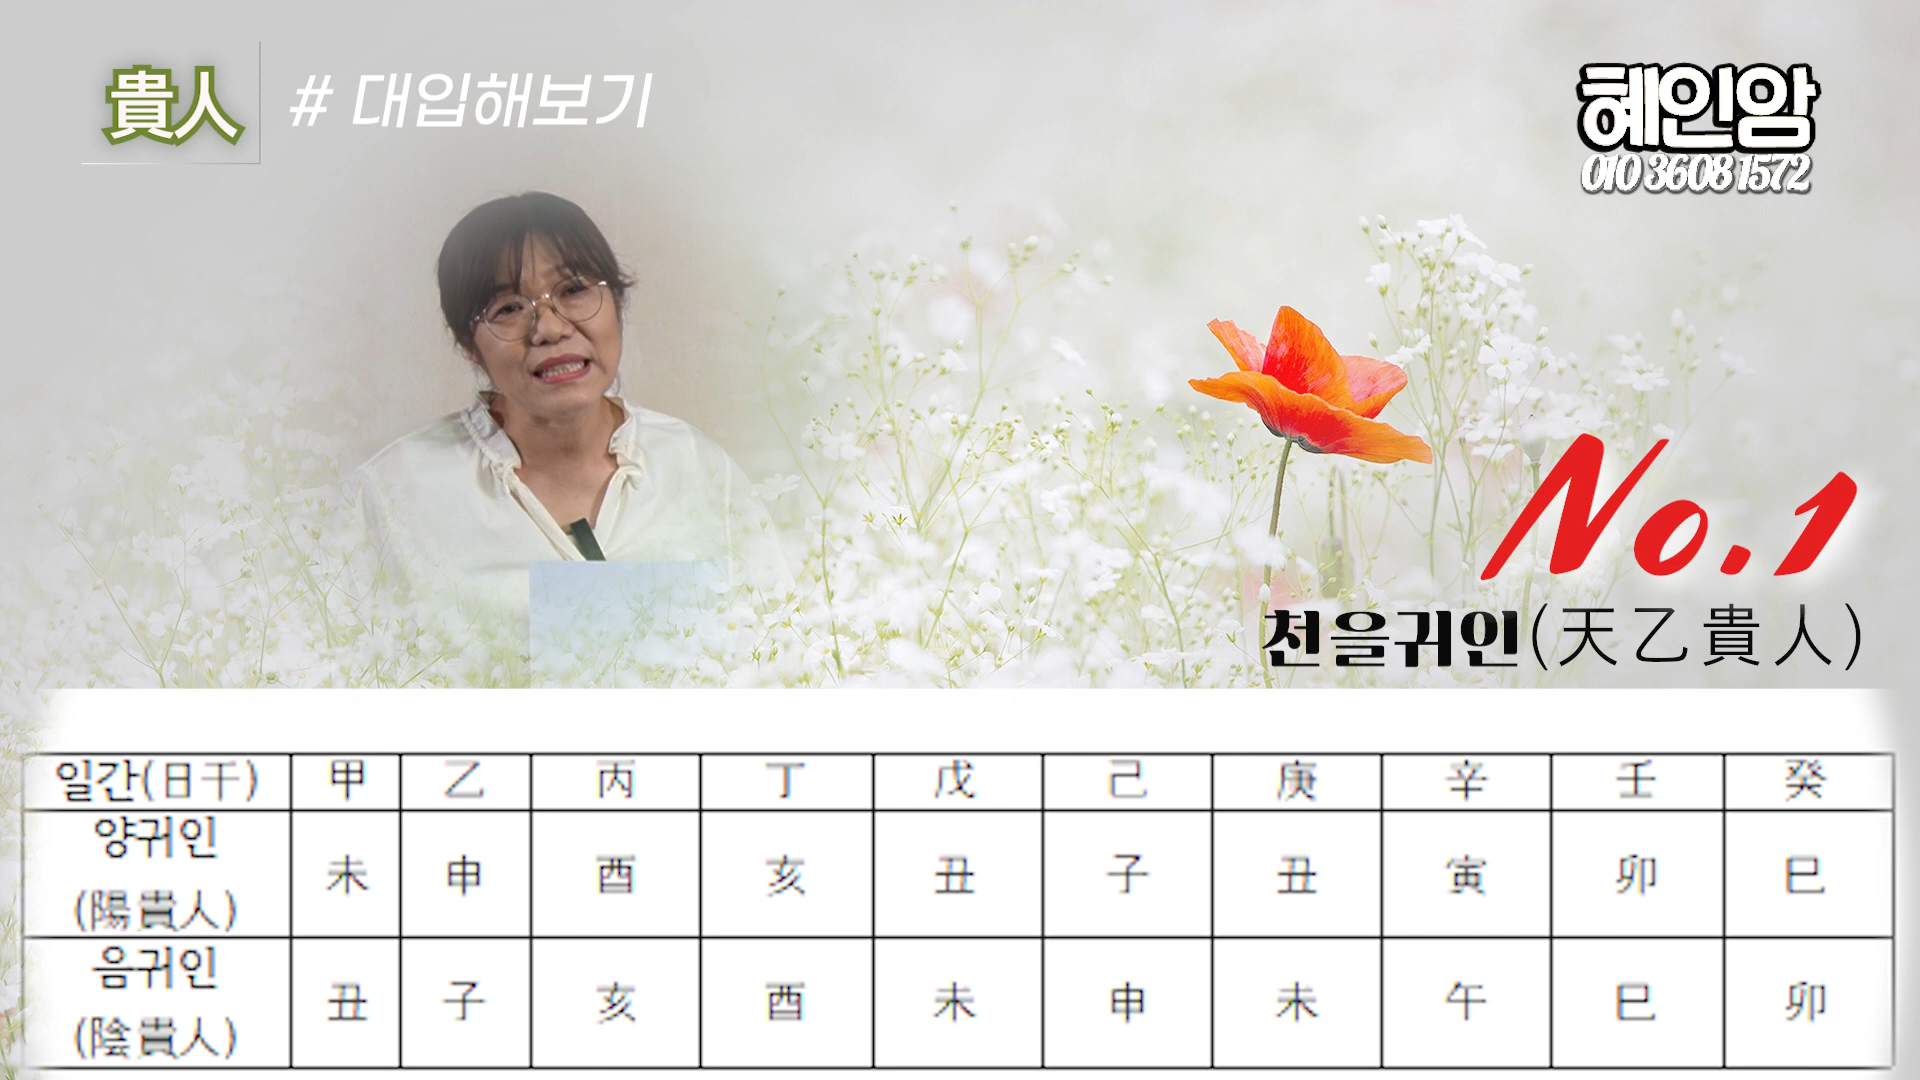 貴人
# 대입해보기
혜인암
010 3608 1572
No.1
천을귀인(天乙貴人)
일간(日干) 甲 乙 丙 丁 戊 己 庚 辛 壬 癸
양귀인
(陽貴人) 未 申 酉 亥 丑 子 丑 寅 卯 巳
음귀인
(陰貴人) 丑 子 亥 酉 未 申 未 午 巳 卯